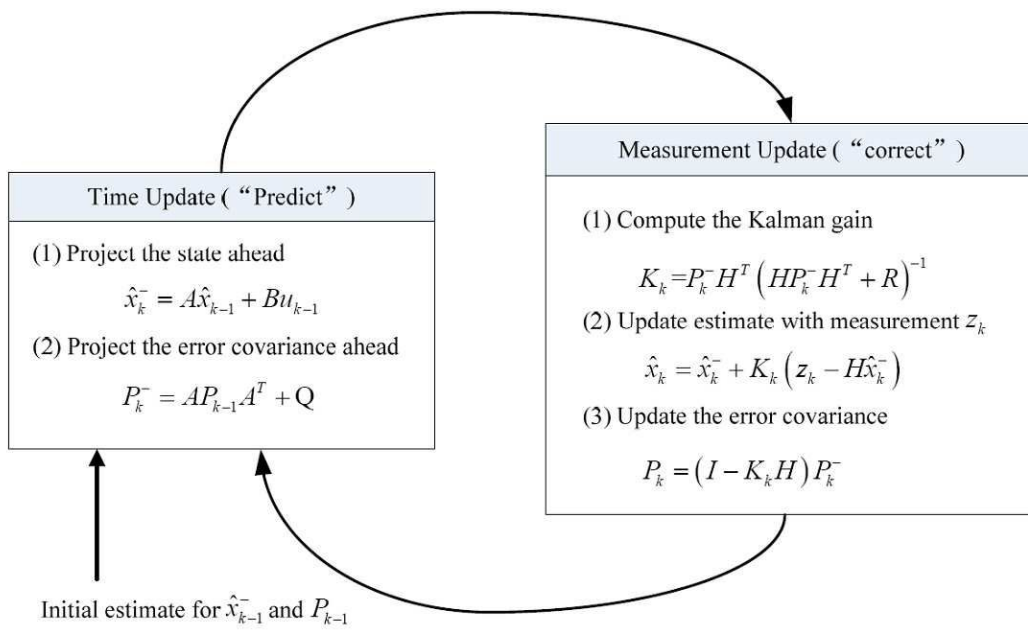 Time Update (“Predict”)
(1) Project the state ahead
x̂ₖ⁻ = Ax̂ₖ₋₁ + Buₖ₋₁
(2) Project the error covariance ahead
Pₖ⁻ = APₖ₋₁Aᵀ + Q
Initial estimate for x̂ₖ₋₁⁻ and Pₖ₋₁
Measurement Update (“correct”)
(1) Compute the Kalman gain
Kₖ=Pₖ⁻Hᵀ(HPₖ⁻Hᵀ + R)⁻¹
(2) Update estimate with measurement zₖ
x̂ₖ = x̂ₖ⁻ + Kₖ(zₖ − Hx̂ₖ⁻)
(3) Update the error covariance
Pₖ = (I − KₖH)Pₖ⁻